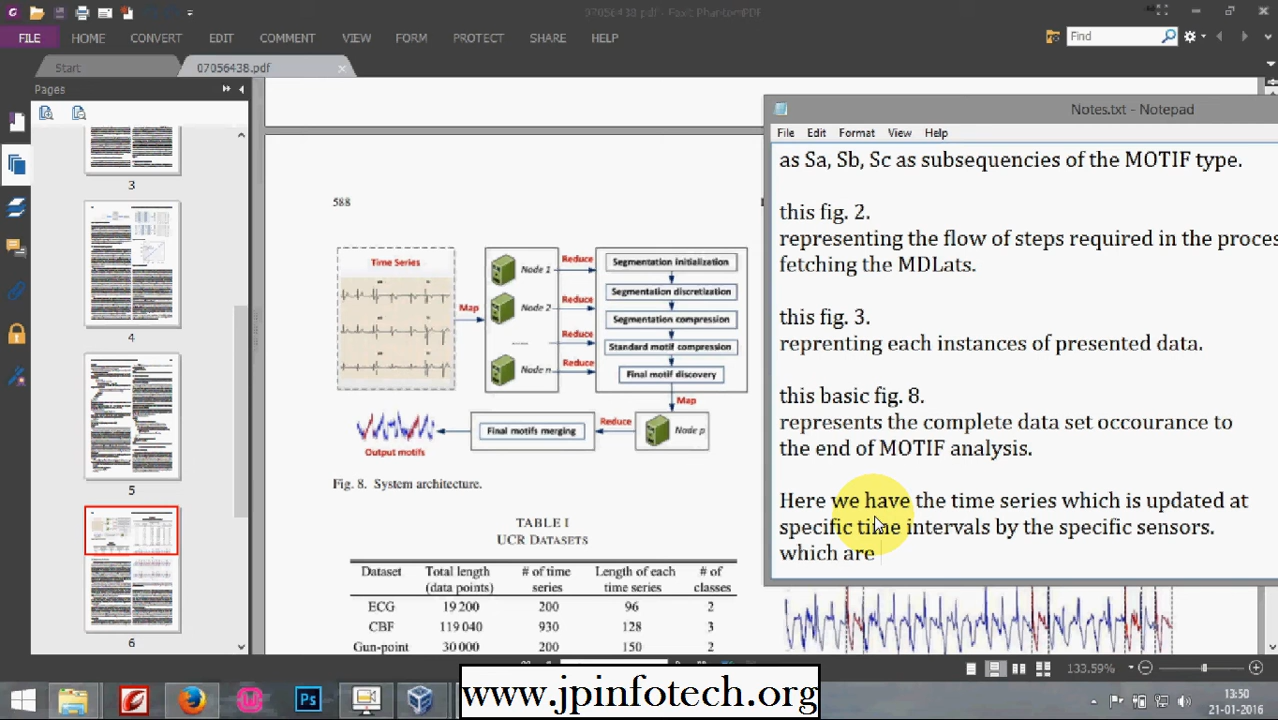 07056438.pdf - Foxit PhantomPDF
FILE HOME CONVERT EDIT COMMENT VIEW FORM PROTECT SHARE HELP
Find
Start
07056438.pdf
Pages
3
4
5
6
588
Time Series
Map
Node 1
Node 2
Node n
Reduce
Reduce
Reduce
Reduce
Segmentation initialization
Segmentation discretization
Segmentation compression
Standard motif compression
Final motif discovery
Map
Node p
Reduce
Final motifs merging
Output motifs
Fig. 8. System architecture.
TABLE I
UCR DATASETS
Dataset Total length (data points) # of time series Length of each time series # of classes
ECG 19 200 200 96 2
CBF 119 040 930 128 3
Gun-point 30 000 200 150 2
Notes.txt - Notepad
File Edit Format View Help
as Sa, Sb, Sc as subsequencies of the MOTIF type.
this fig. 2.
representing the flow of steps required in the proces
fetching the MDLats.
this fig. 3.
reprenting each instances of presented data.
this basic fig. 8.
represents the complete data set occourance to
the end of MOTIF analysis.
Here we have the time series which is updated at
specific time intervals by the specific sensors.
which are
133.59%
Ps
www.jpinfotech.org
13:50
21-01-2016